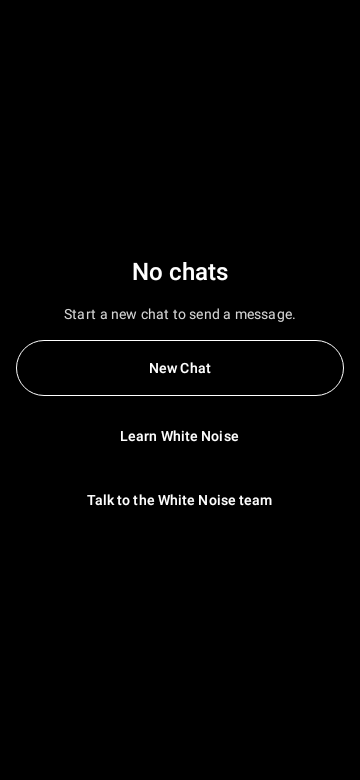 No chats
Start a new chat to send a message.
New Chat
Learn White Noise
Talk to the White Noise team